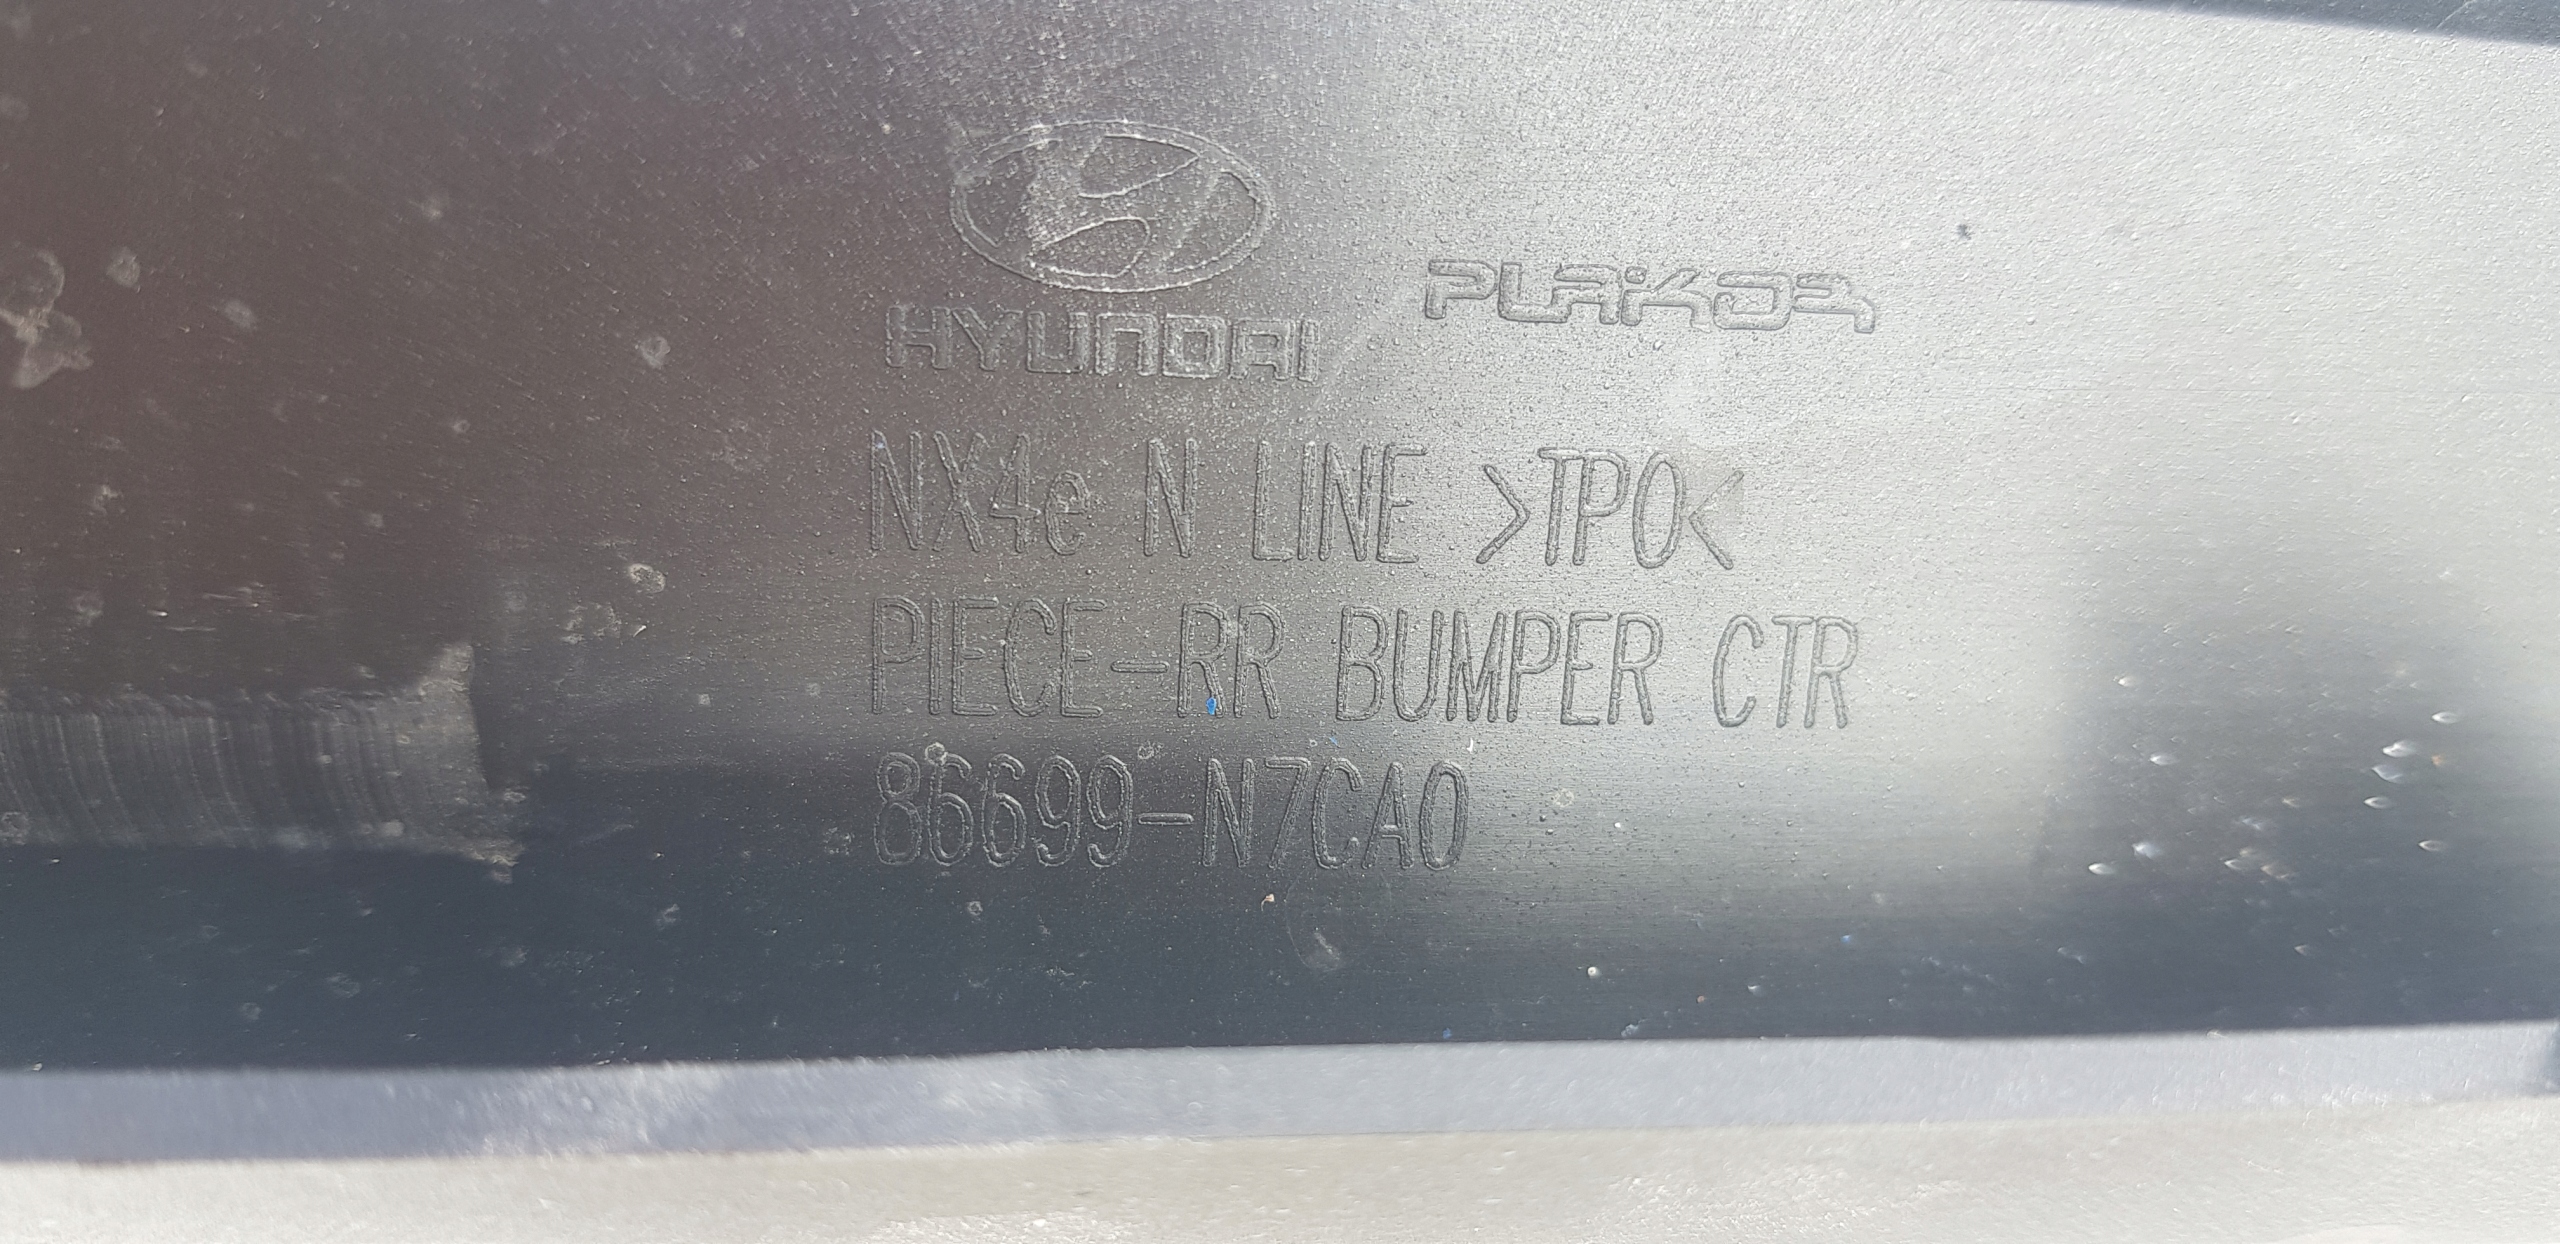 HYUNDAI
PLAKOR
NX4e N LINE >TPO<
PIECE-RR BUMPER CTR
86699-N7CA0